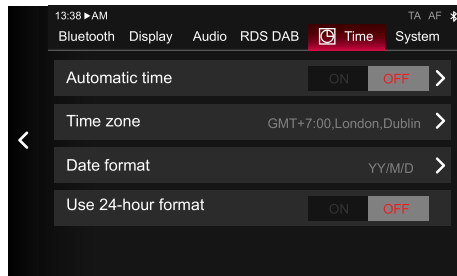 13:38 ▶ AM TA AF
Bluetooth Display Audio RDS DAB Time System
Automatic time ON OFF
Time zone GMT+7:00,London,Dublin
Date format YY/M/D
Use 24-hour format ON OFF